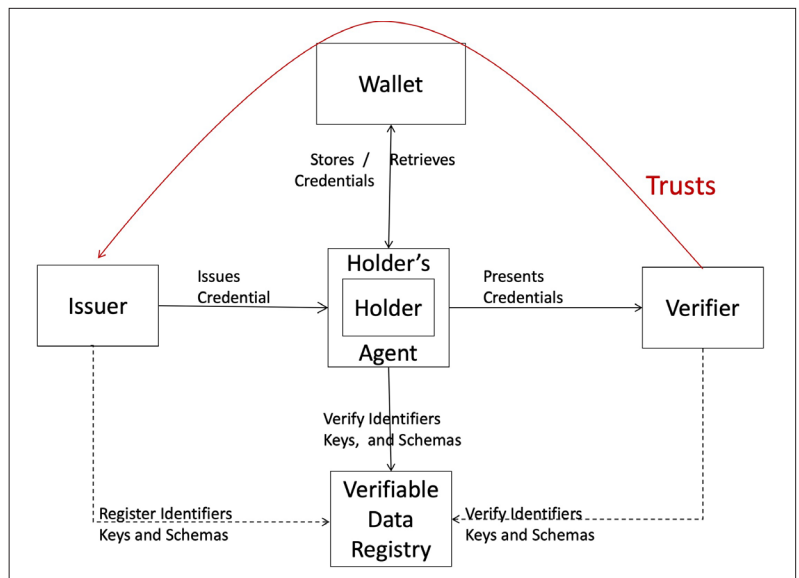 Wallet
Stores / Retrieves
Credentials
Trusts
Holder's
Holder
Agent
Issuer
Issues
Credential
Presents
Credentials
Verifier
Verify Identifiers
Keys, and Schemas
Verifiable
Data
Registry
Register Identifiers
Keys and Schemas
Verify Identifiers
Keys and Schemas